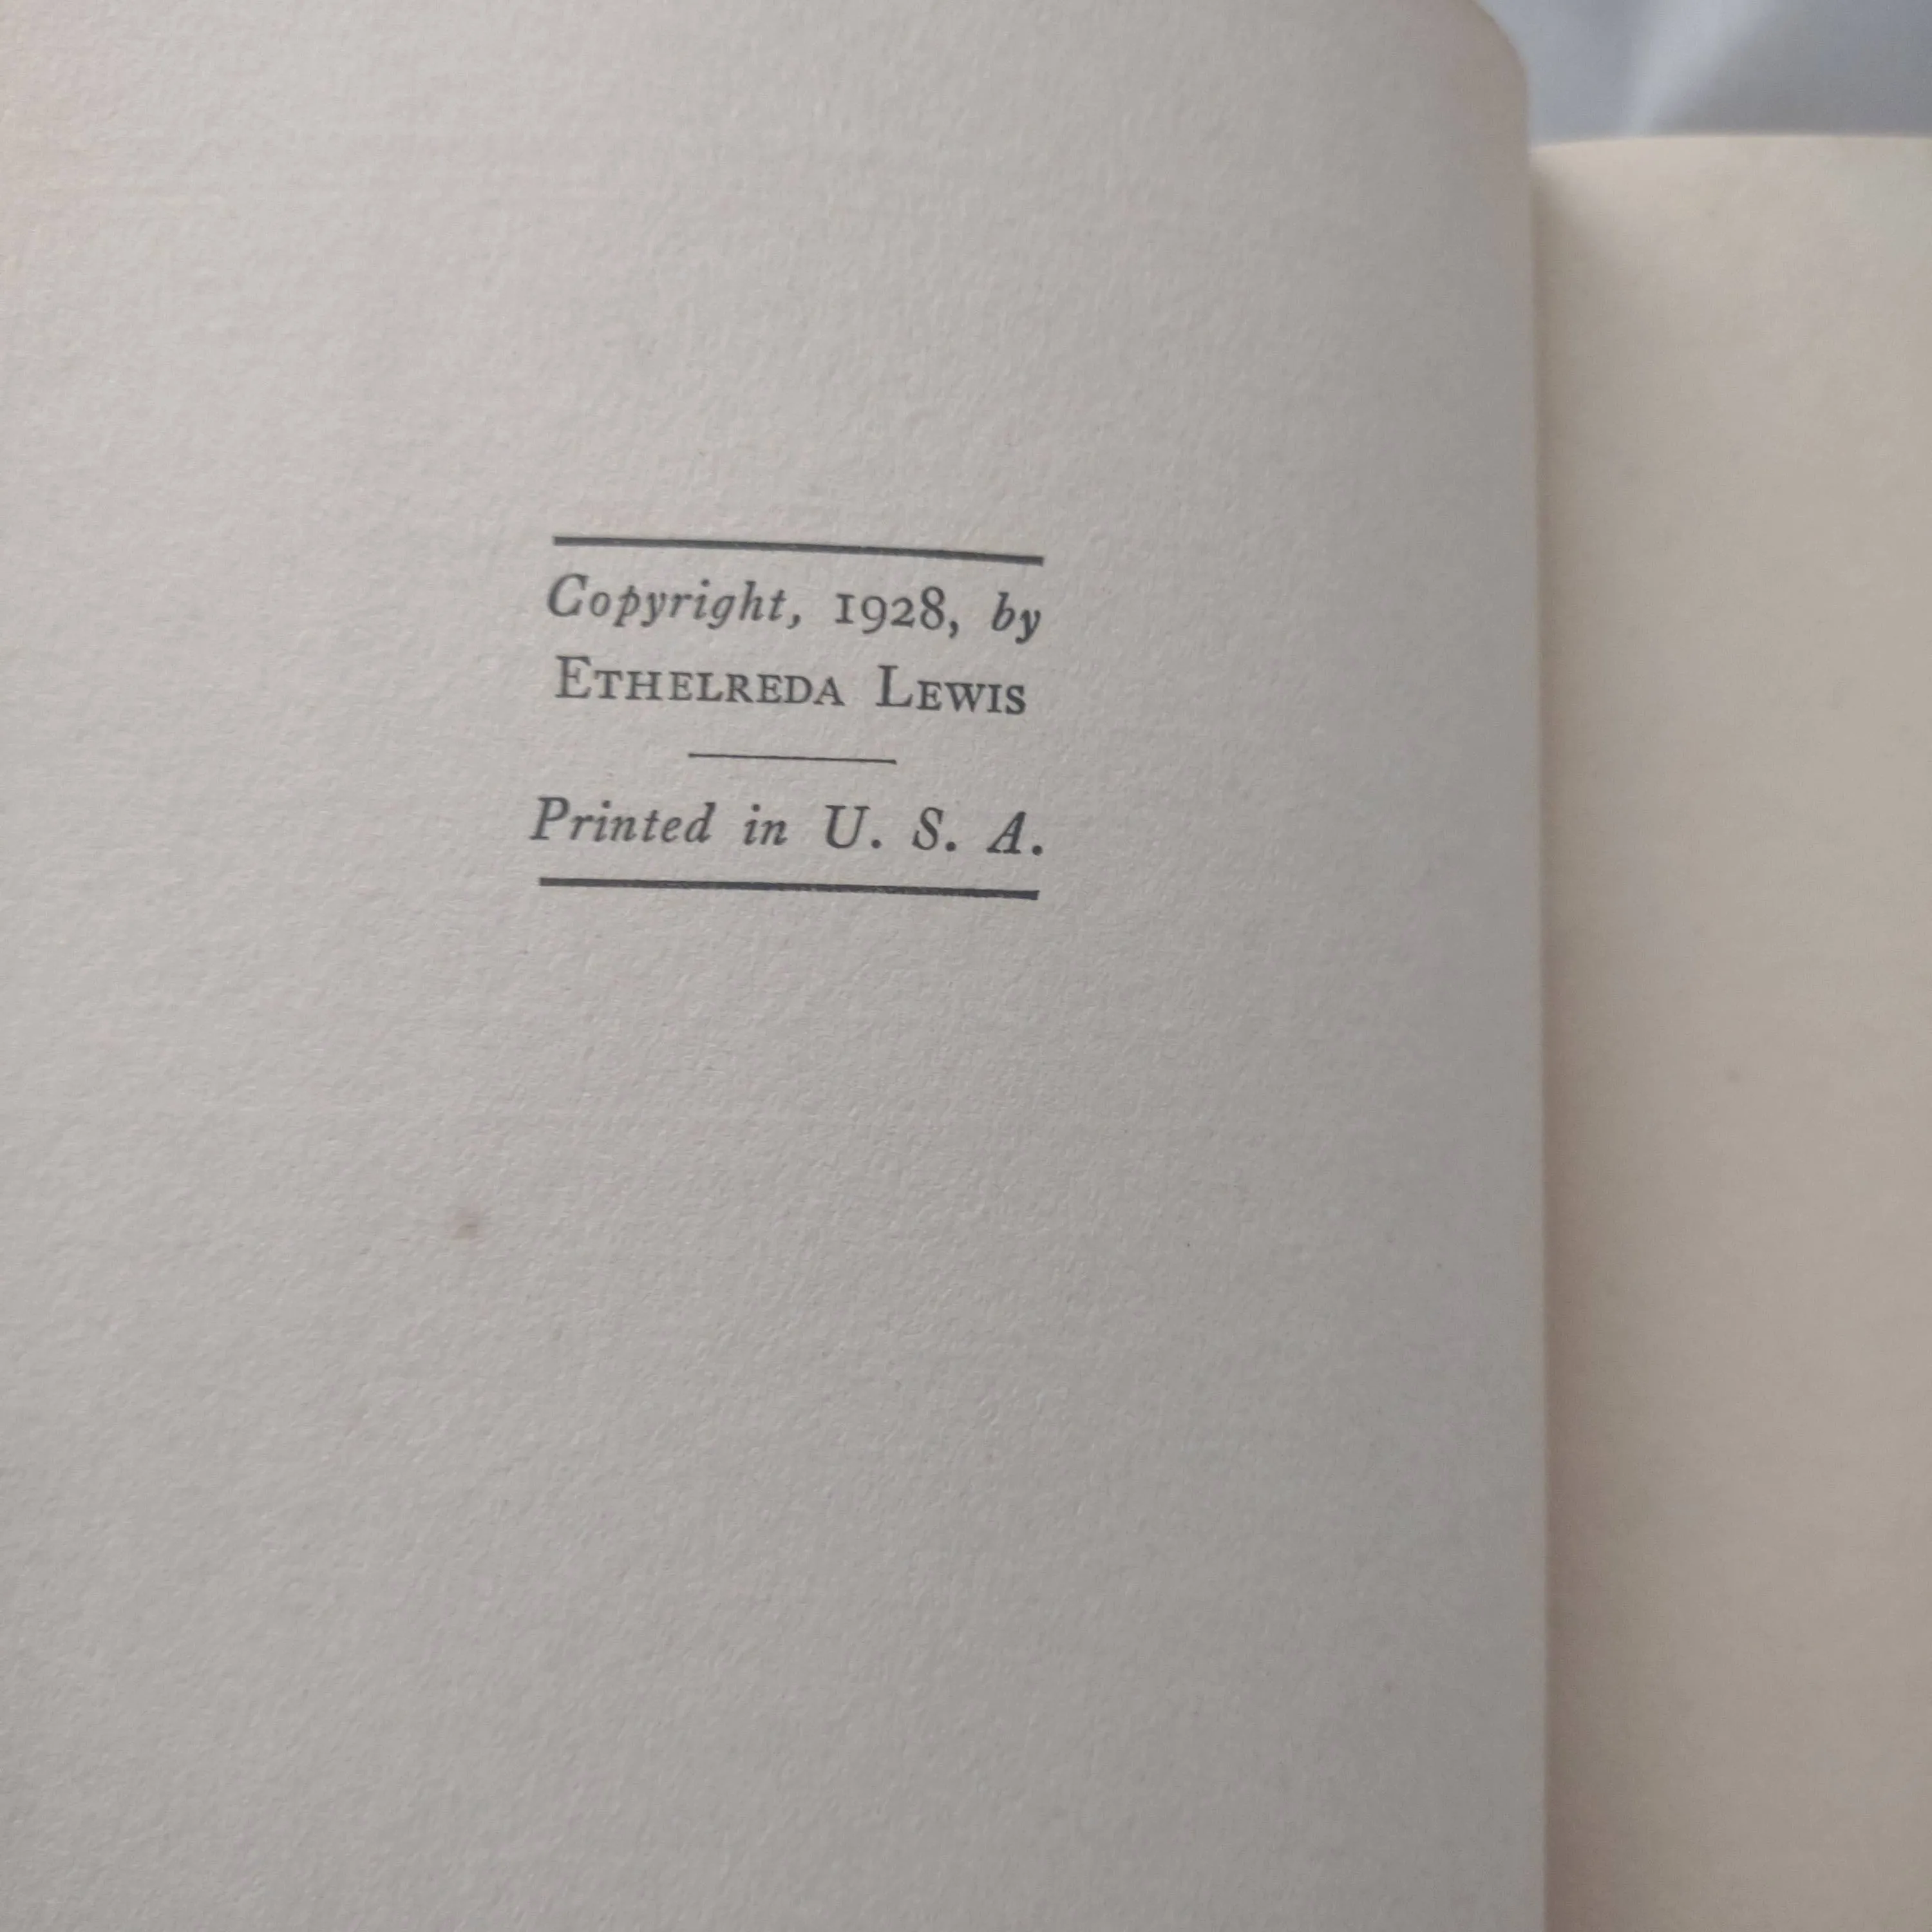 Copyright, 1928, by
ETHELREDA LEWIS
Printed in U. S. A.